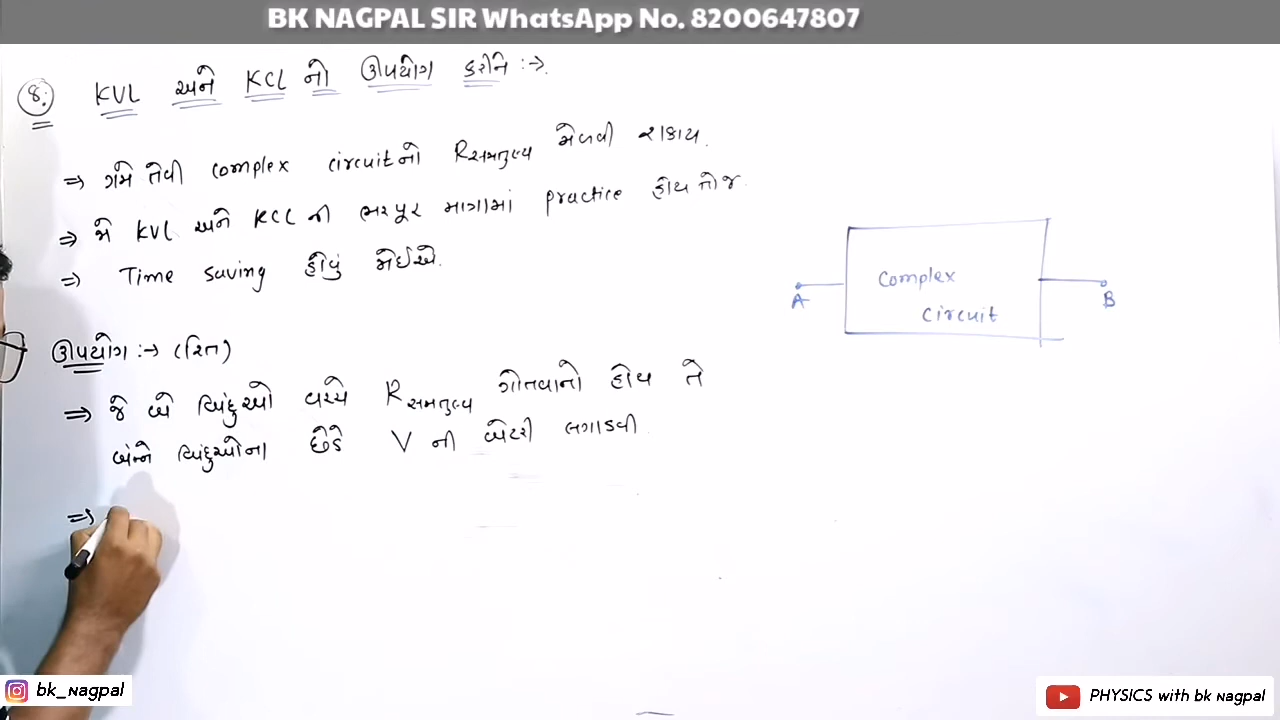 BK NAGPAL SIR WhatsApp No. 8200647807
8. KVL અને KCL નો ઉપયોગ કરીને :→.
⇒ ગમે તેવી complex circuit નો Rસમતુલ્ય મેળવી શકાય.
⇒ જો KVL અને KCL ની ભરપૂર માત્રામાં practice હોય તો જ.
⇒ Time saving હોવું જોઈએ.
Complex
circuit
A
B
ઉપયોગ :→ (રિત)
⇒ જે બે બિંદુઓ વચ્ચે Rસમતુલ્ય ગોતવાનો હોય તે
બંન્ને બિંદુઓના છેડે V ની બેટરી લગાડવી
⇒
bk_nagpal
PHYSICS with bk nagpal